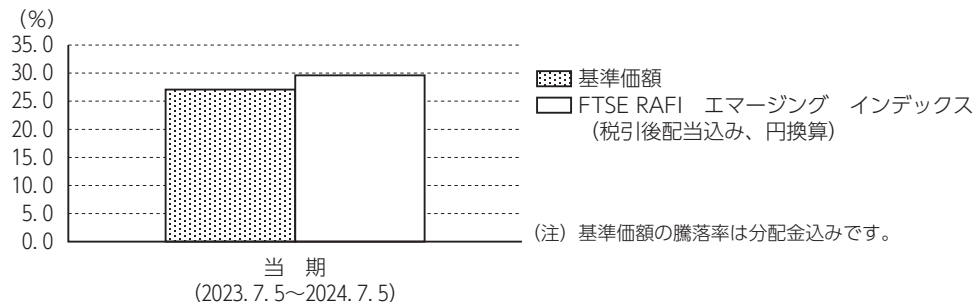 (%)
35.0
30.0
25.0
20.0
15.0
10.0
5.0
0.0
当 期
(2023.7.5~2024.7.5)
基準価額
FTSE RAFI エマージング インデックス
(税引後配当込み、円換算)
(注)基準価額の騰落率は分配金込みです。